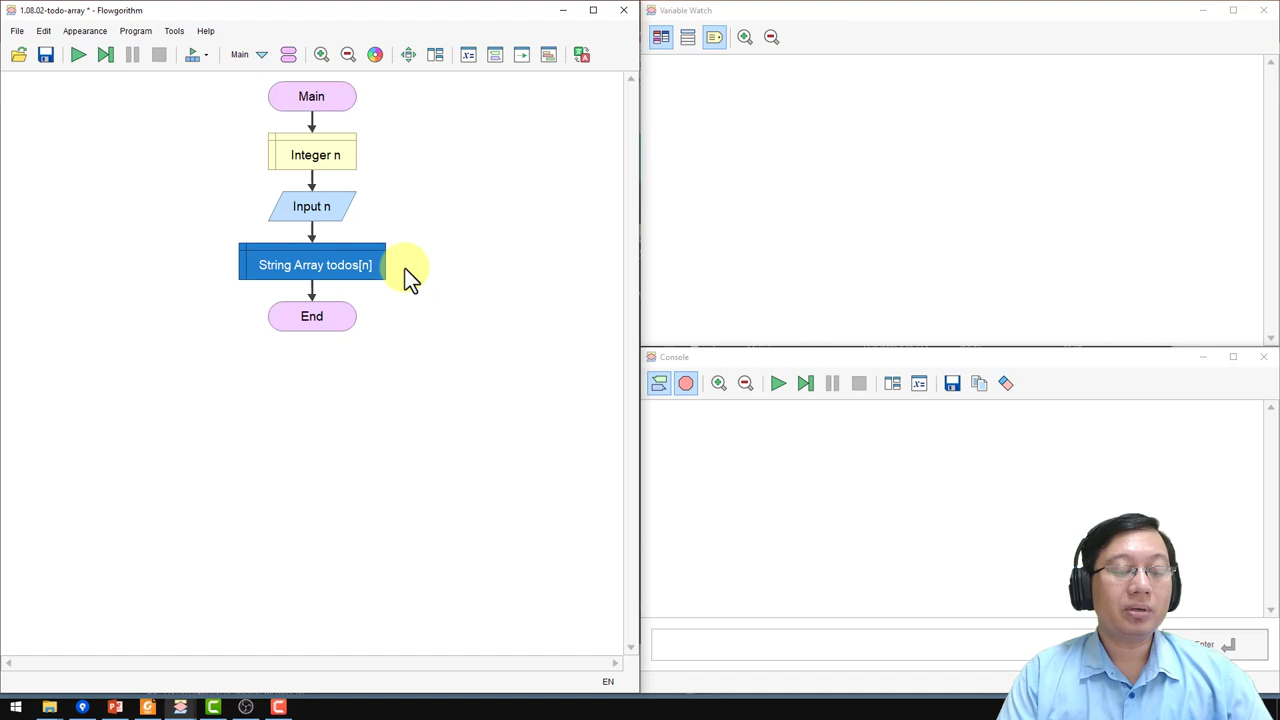 1.08.02-todo-array * - Flowgorithm
File Edit Appearance Program Tools Help
Main
Main
Integer n
Input n
String Array todos[n]
End
EN
Variable Watch
Console
Enter